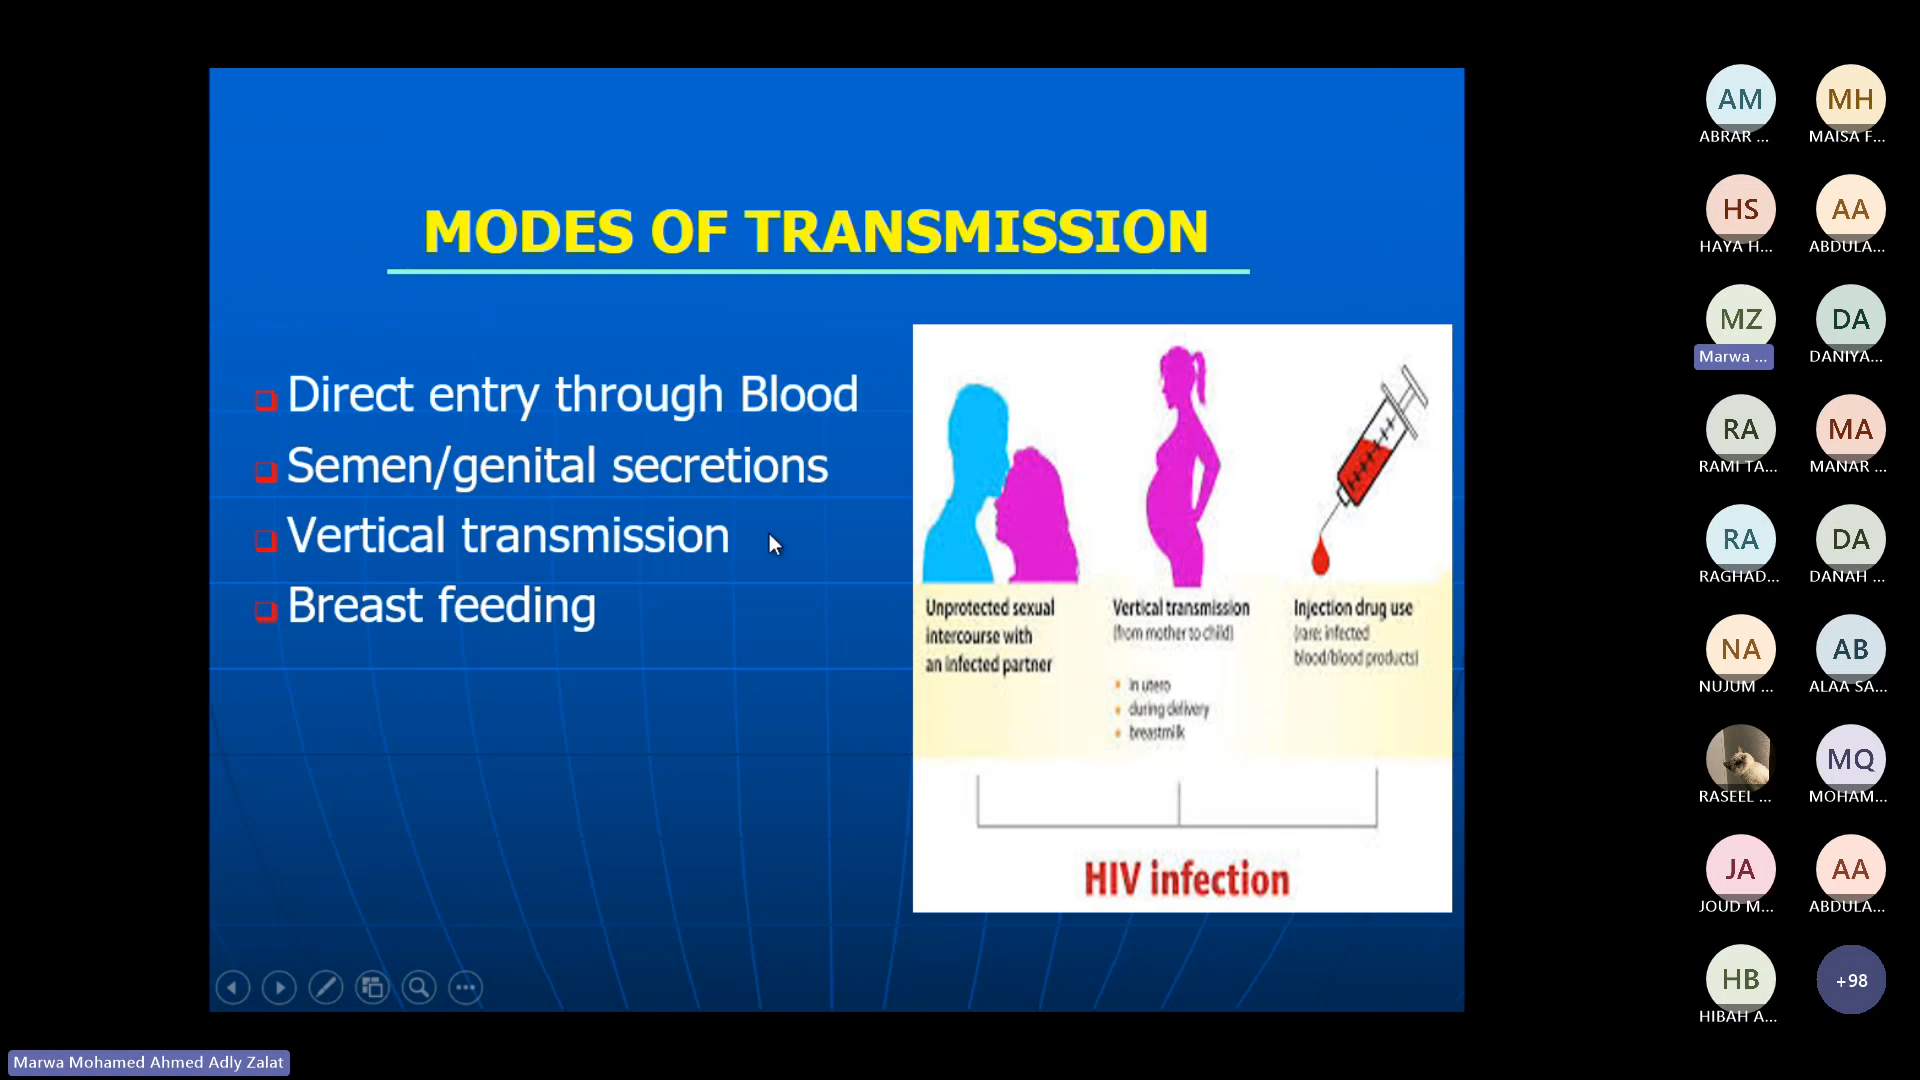 MODES OF TRANSMISSION
Direct entry through Blood
Semen/genital secretions
Vertical transmission
Breast feeding
Unprotected sexual
intercourse with
an infected partner
Vertical transmission
(from mother to child)
in utero
during delivery
breastmilk
Injection drug use
(rare: infected
blood/blood products)
HIV infection
AM
ABRAR ...
MH
MAISA F...
HS
HAYA H...
AA
ABDULA...
MZ
Marwa ...
DA
DANIYA...
RA
RAMI TA...
MA
MANAR ...
RA
RAGHAD...
DA
DANAH ...
NA
NUJUM ...
AB
ALAA SA...
RASEEL ...
MQ
MOHAM...
JA
JOUD M...
AA
ABDULA...
HB
HIBAH A...
+98
Marwa Mohamed Ahmed Adly Zalat